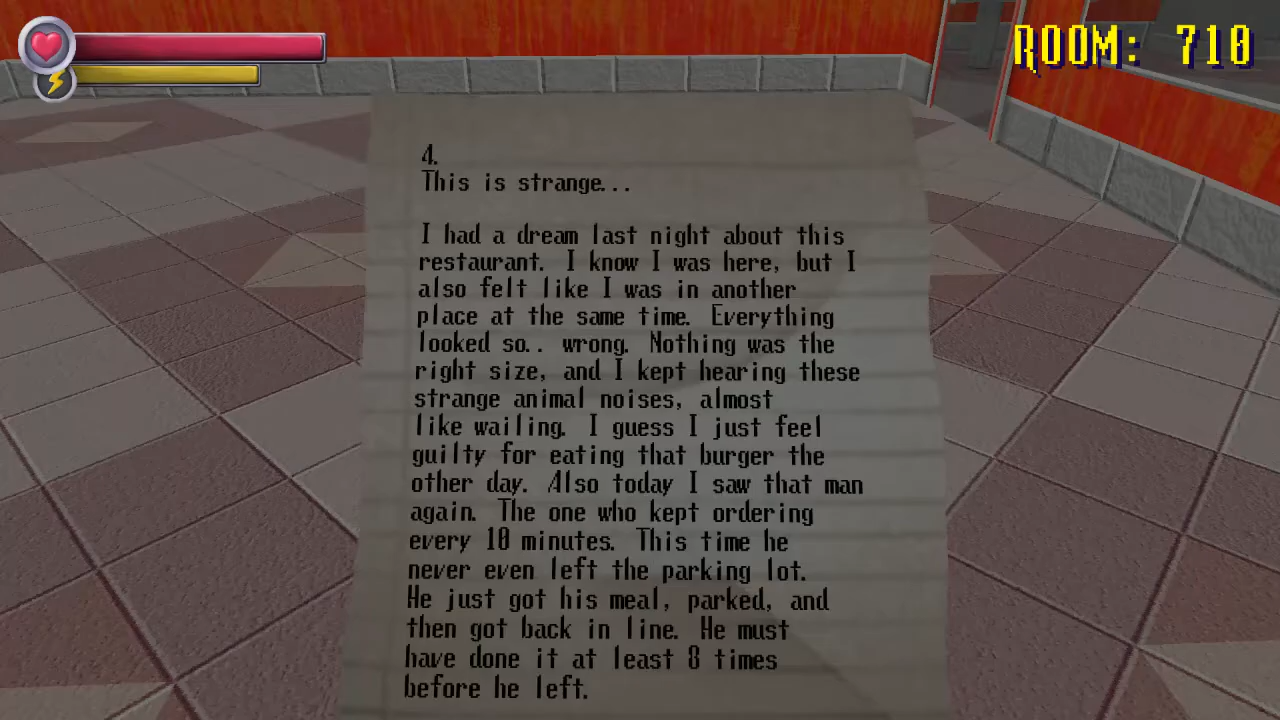 ROOM: 710
4.
This is strange...
I had a dream last night about this
restaurant. I know I was here, but I
also felt like I was in another
place at the same time. Everything
looked so.. wrong. Nothing was the
right size, and I kept hearing these
strange animal noises, almost
like wailing. I guess I just feel
guilty for eating that burger the
other day. Also today I saw that man
again. The one who kept ordering
every 10 minutes. This time he
never even left the parking lot.
He just got his meal, parked, and
then got back in line. He must
have done it at least 8 times
before he left.